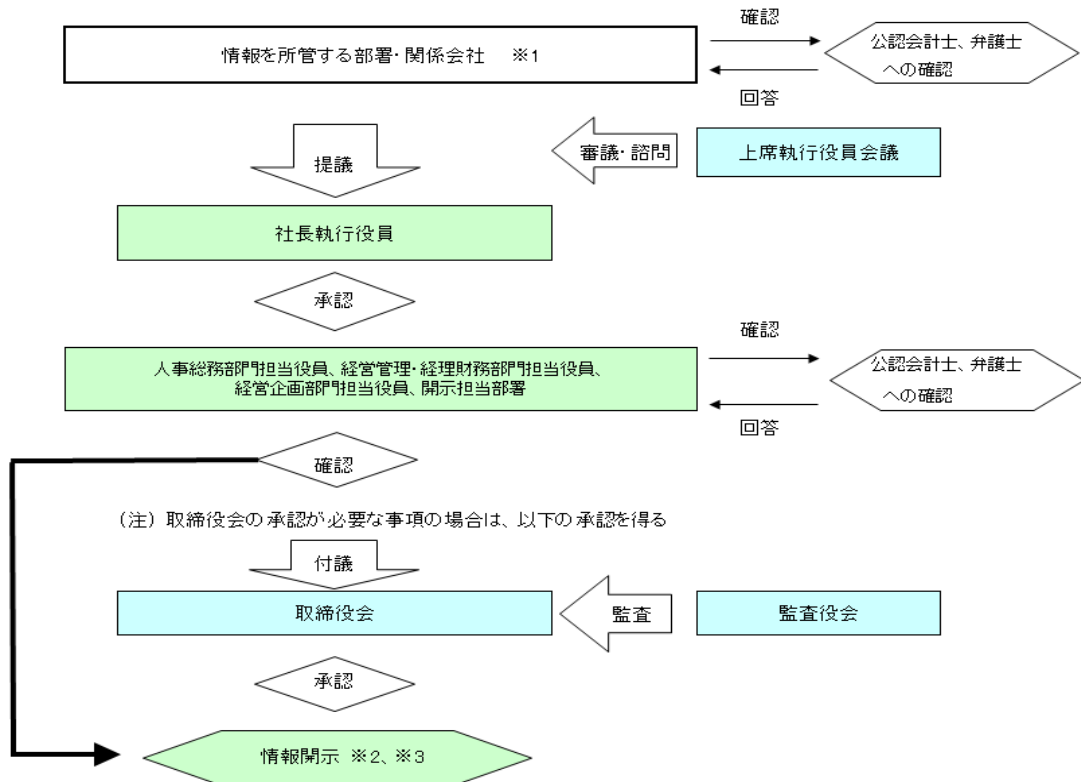 確認
情報を所管する部署・関係会社 ※1
公認会計士、弁護士
への確認
回答
提議
審議・諮問
上席執行役員会議
社長執行役員
承認
確認
人事総務部門担当役員、経営管理・経理財務部門担当役員、
経営企画部門担当役員、開示担当部署
公認会計士、弁護士
への確認
回答
確認
(注) 取締役会の承認が必要な事項の場合は、以下の承認を得る
付議
取締役会
監査
監査役会
承認
情報開示 ※2、※3